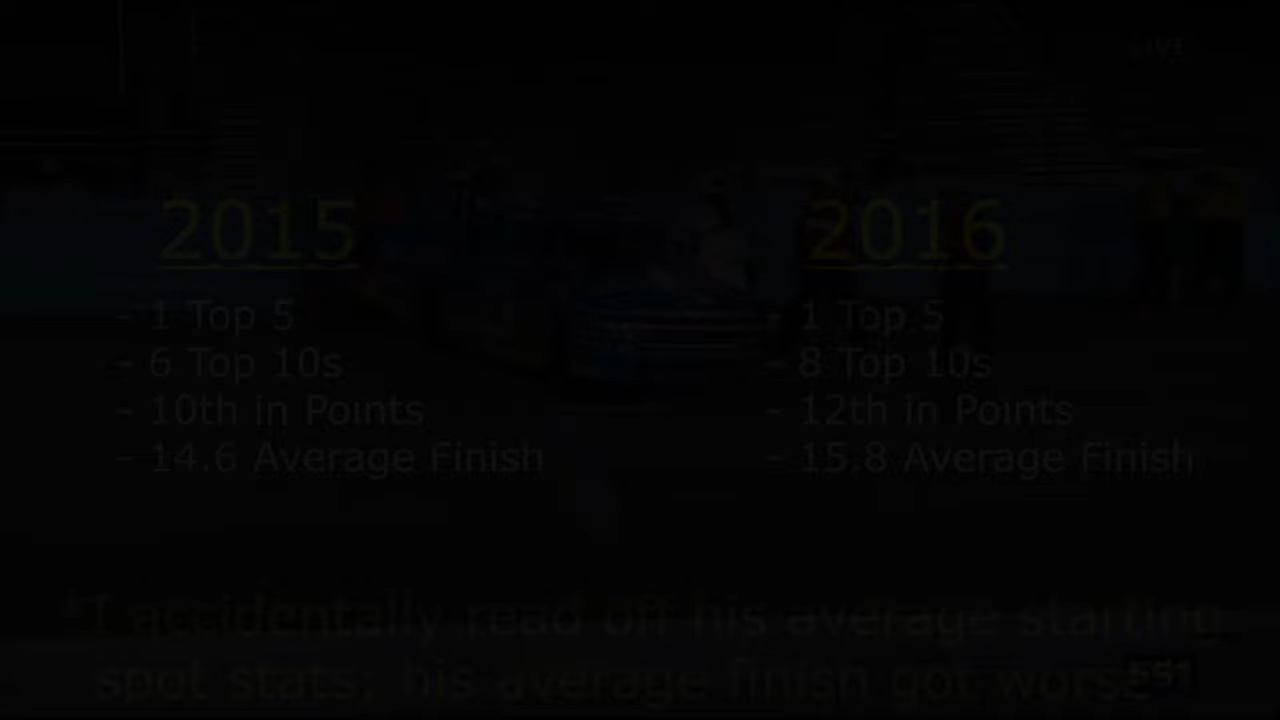 LIVE
2015
2016
- 1 Top 5
- 6 Top 10s
- 10th in Points
- 14.6 Average Finish
- 1 Top 5
- 8 Top 10s
- 12th in Points
- 15.8 Average Finish
*I accidentally read off his average starting
spot stats, his average finish got worse